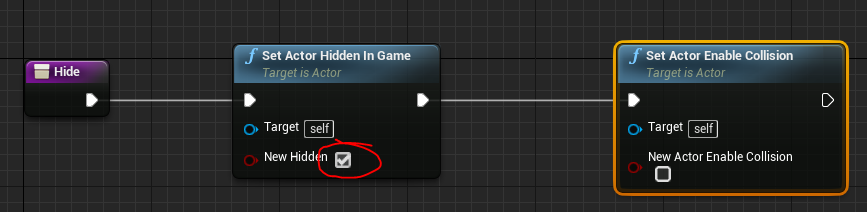 Hide
Set Actor Hidden In Game
Target is Actor
Target self
New Hidden
Set Actor Enable Collision
Target is Actor
Target self
New Actor Enable Collision